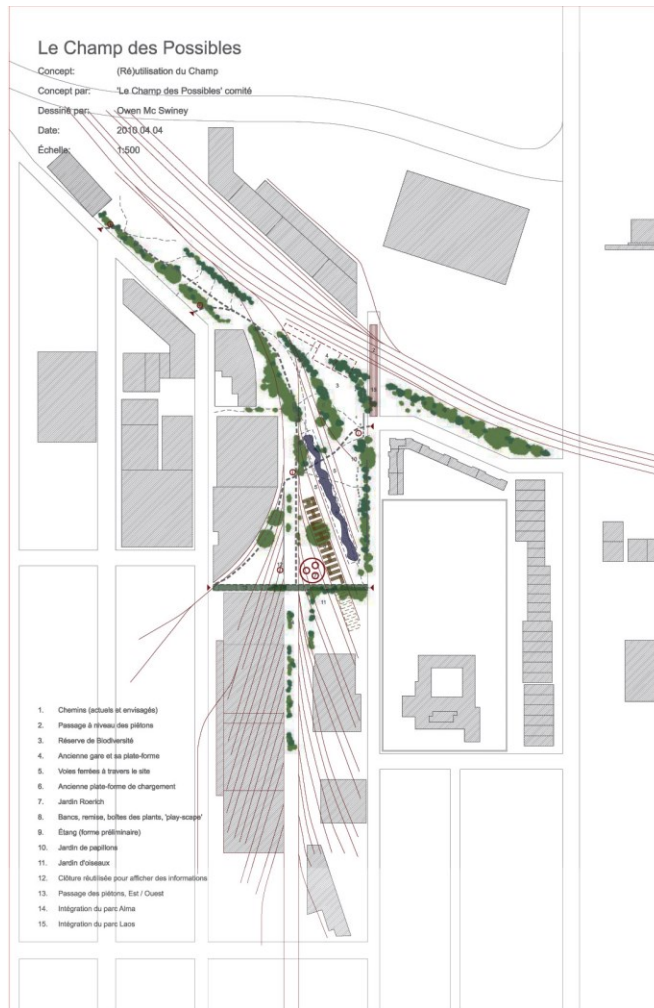 Le Champ des Possibles
Concept: (Ré)utilisation du Champ
Concept par: 'Le Champ des Possibles' comité
Dessiné par: Owen Mc Swiney
Date: 2010.04.04
Échelle: 1:500
1. Chemins (actuels et envisagés)
2. Passage à niveau des piétons
3. Réserve de Biodiversité
4. Ancienne gare et sa plate-forme
5. Voies ferrées à travers le site
6. Ancienne plate-forme de chargement
7. Jardin Roerich
8. Bancs, remise, boîtes des plants, 'play-scape'
9. Étang (forme préliminaire)
10. Jardin de papillons
11. Jardin d'oiseaux
12. Clôture réutilisée pour afficher des informations
13. Passage des piétons, Est / Ouest
14. Intégration du parc Alma
15. Intégration du parc Laos